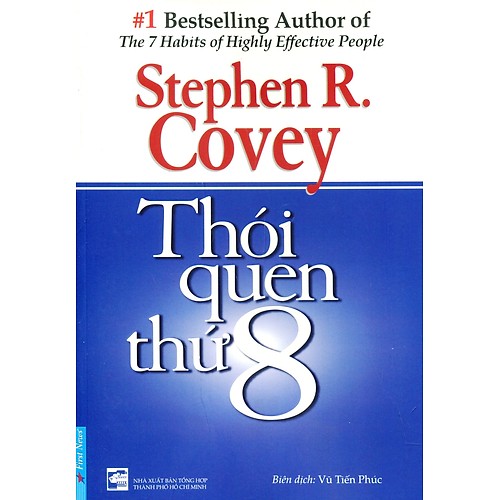 #1 Bestselling Author of
The 7 Habits of Highly Effective People
Stephen R.
Covey
Thói
quen
thứ 8
First News
NHÀ XUẤT BẢN TỔNG HỢP
THÀNH PHỐ HỒ CHÍ MINH
Biên dịch: Vũ Tiến Phúc